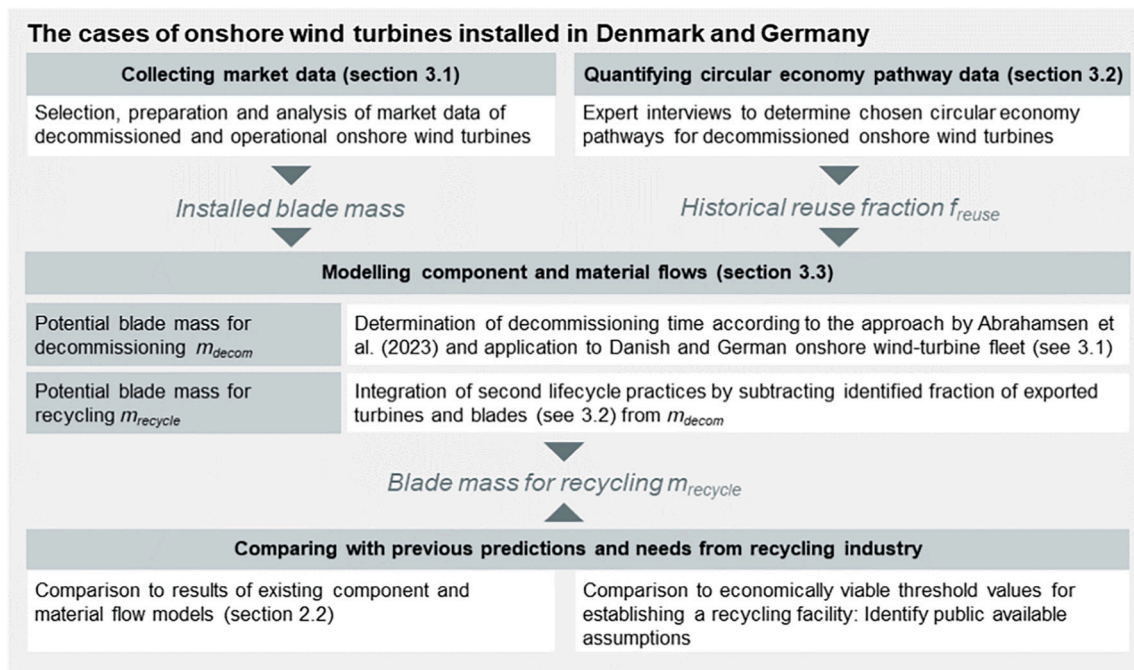 The cases of onshore wind turbines installed in Denmark and Germany
Collecting market data (section 3.1)
Selection, preparation and analysis of market data of
decommissioned and operational onshore wind turbines
Quantifying circular economy pathway data (section 3.2)
Expert interviews to determine chosen circular economy
pathways for decommissioned onshore wind turbines
Installed blade mass
Historical reuse fraction freuse
Modelling component and material flows (section 3.3)
Potential blade mass for
decommissioning mdecom
Determination of decommissioning time according to the approach by Abrahamsen et
al. (2023) and application to Danish and German onshore wind-turbine fleet (see 3.1)
Potential blade mass for
recycling mrecycle
Integration of second lifecycle practices by subtracting identified fraction of exported
turbines and blades (see 3.2) from mdecom
Blade mass for recycling mrecycle
Comparing with previous predictions and needs from recycling industry
Comparison to results of existing component and
material flow models (section 2.2)
Comparison to economically viable threshold values for
establishing a recycling facility: Identify public available
assumptions